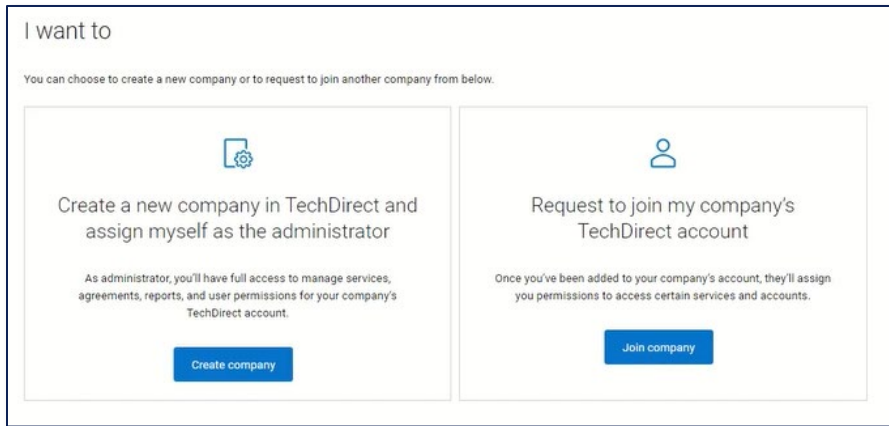 I want to
You can choose to create a new company or to request to join another company from below.
Create a new company in TechDirect and
assign myself as the administrator
As administrator, you'll have full access to manage services,
agreements, reports, and user permissions for your company's
TechDirect account.
Create company
Request to join my company's
TechDirect account
Once you've been added to your company's account, they'll assign
you permissions to access certain services and accounts.
Join company